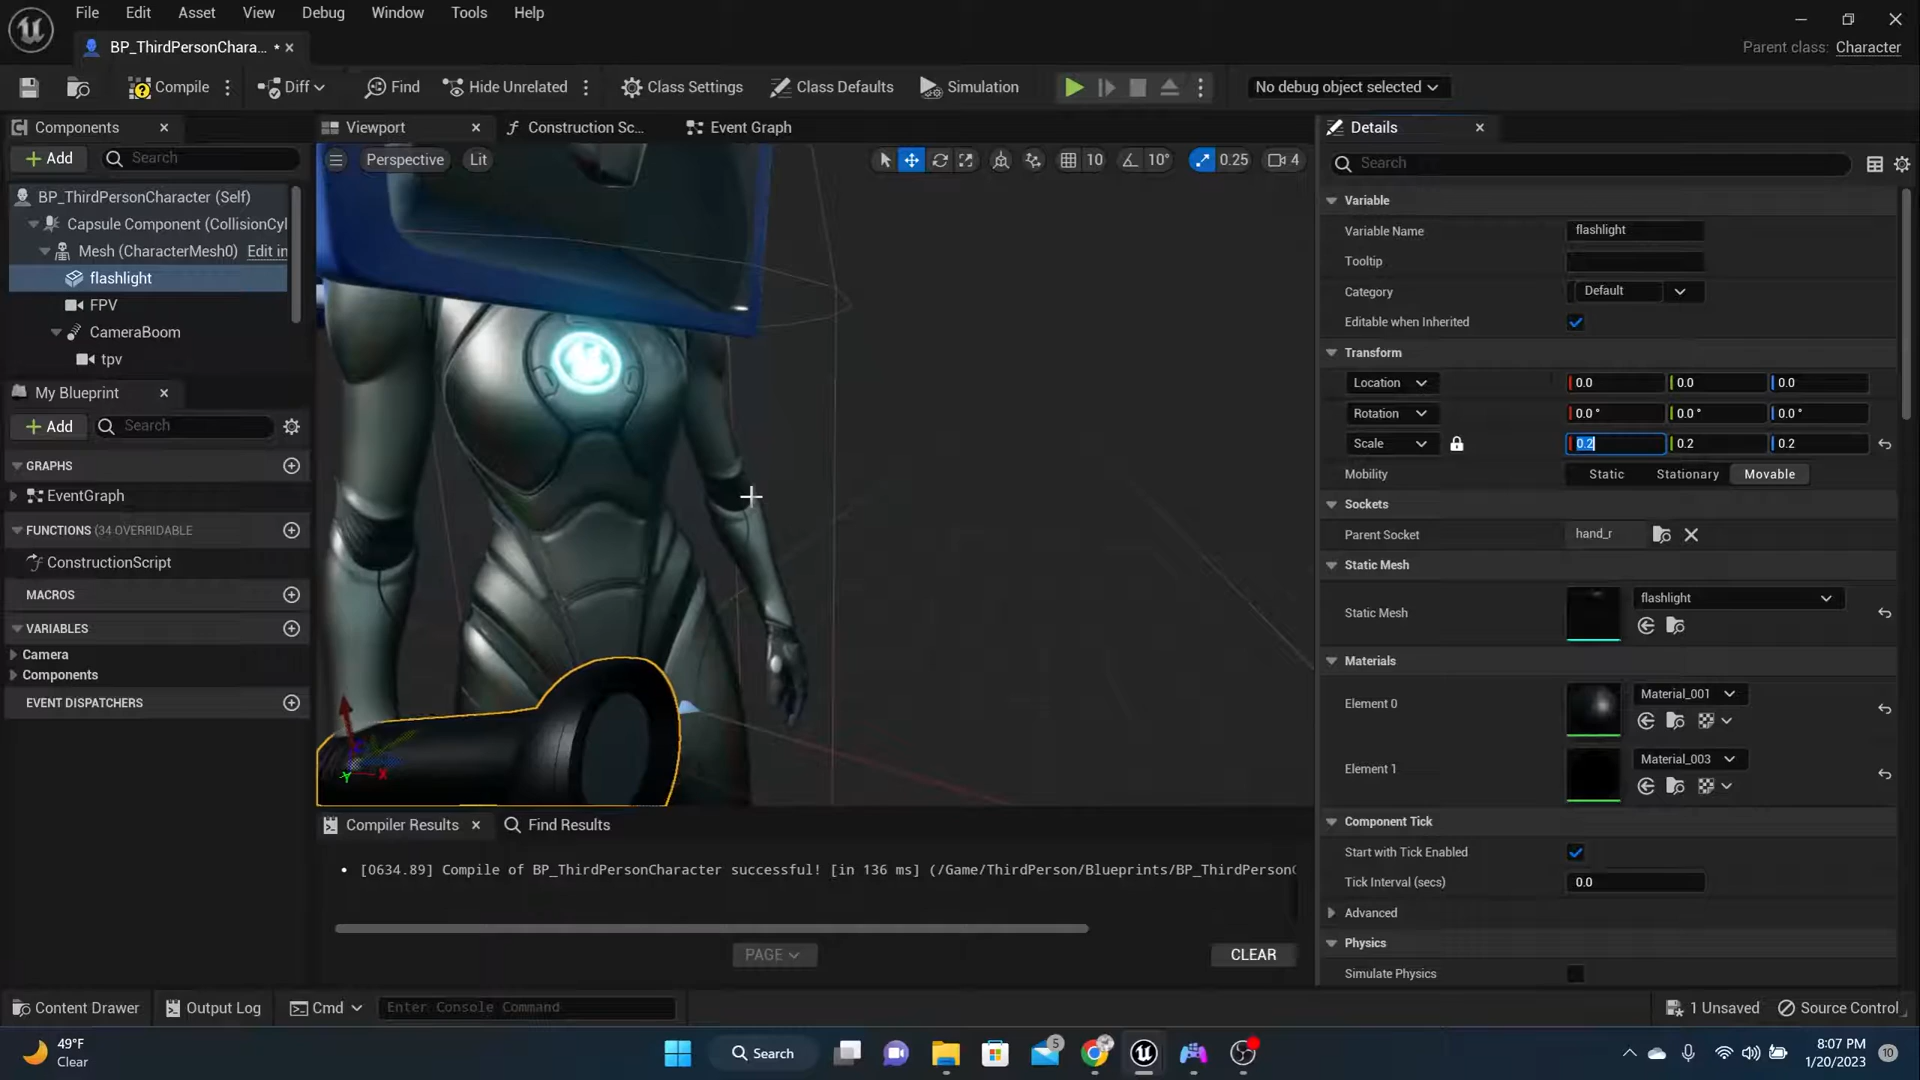 File Edit Asset View Debug Window Tools Help
BP_ThirdPersonChara... *
Parent class: Character
Compile Diff Find Hide Unrelated Class Settings Class Defaults Simulation No debug object selected
Components
Add Search
BP_ThirdPersonCharacter (Self)
Capsule Component (CollisionCyl
Mesh (CharacterMesh0) Edit in
flashlight
FPV
CameraBoom
tpv
My Blueprint
Add Search
GRAPHS
EventGraph
FUNCTIONS (34 OVERRIDABLE
ConstructionScript
MACROS
VARIABLES
Camera
Components
EVENT DISPATCHERS
Viewport Construction Sc... Event Graph
Perspective Lit 10 10° 0.25 4
X
Compiler Results Find Results
• [0634.89] Compile of BP_ThirdPersonCharacter successful! [in 136 ms] (/Game/ThirdPerson/Blueprints/BP_ThirdPersonC
PAGE CLEAR
Details
Search
Variable
Variable Name flashlight
Tooltip
Category Default
Editable when Inherited
Transform
Location 0.0 0.0 0.0
Rotation 0.0 ° 0.0 ° 0.0 °
Scale 0.2 0.2 0.2
Mobility Static Stationary Movable
Sockets
Parent Socket hand_r
Static Mesh
Static Mesh flashlight
Materials
Element 0 Material_001
Element 1 Material_003
Component Tick
Start with Tick Enabled
Tick Interval (secs) 0.0
Advanced
Physics
Simulate Physics
Content Drawer Output Log Cmd Enter Console Command 1 Unsaved Source Control
49°F
Clear
Search
5
8:07 PM
1/20/2023
10